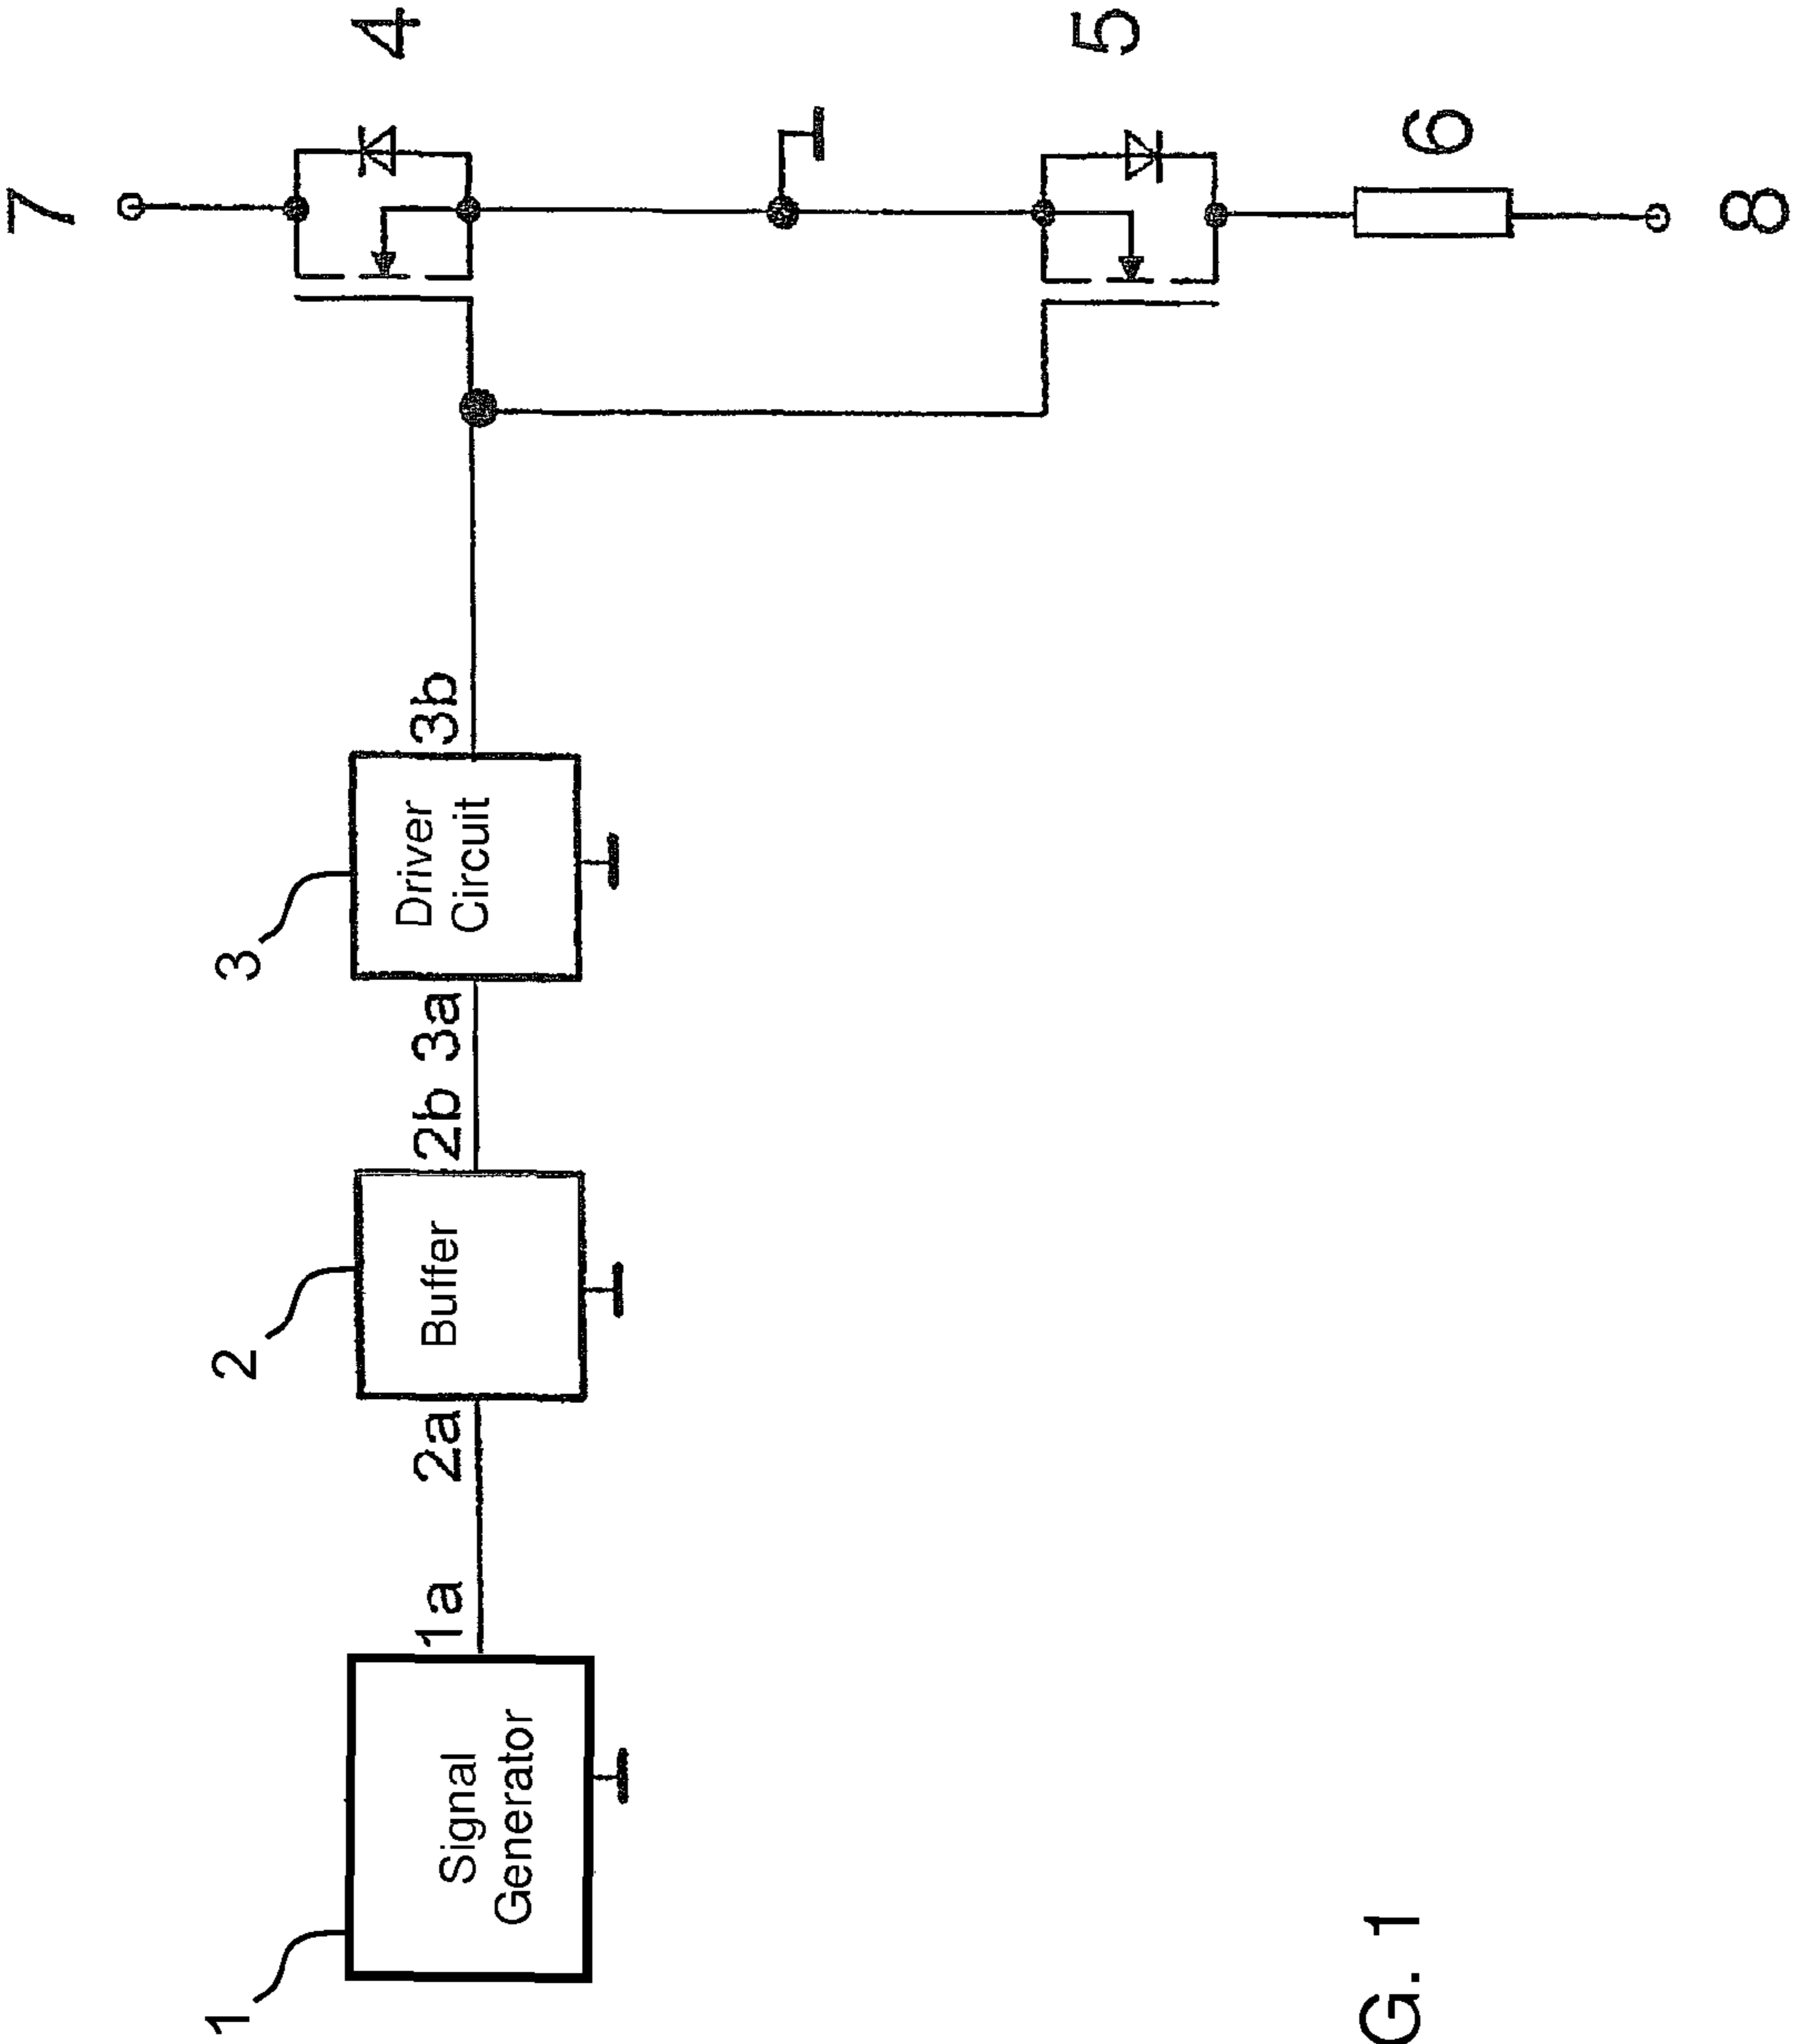 1
Signal
Generator
1a
2a
2
Buffer
2b
3a
3
Driver
Circuit
3b
7
4
5
6
8
G. 1